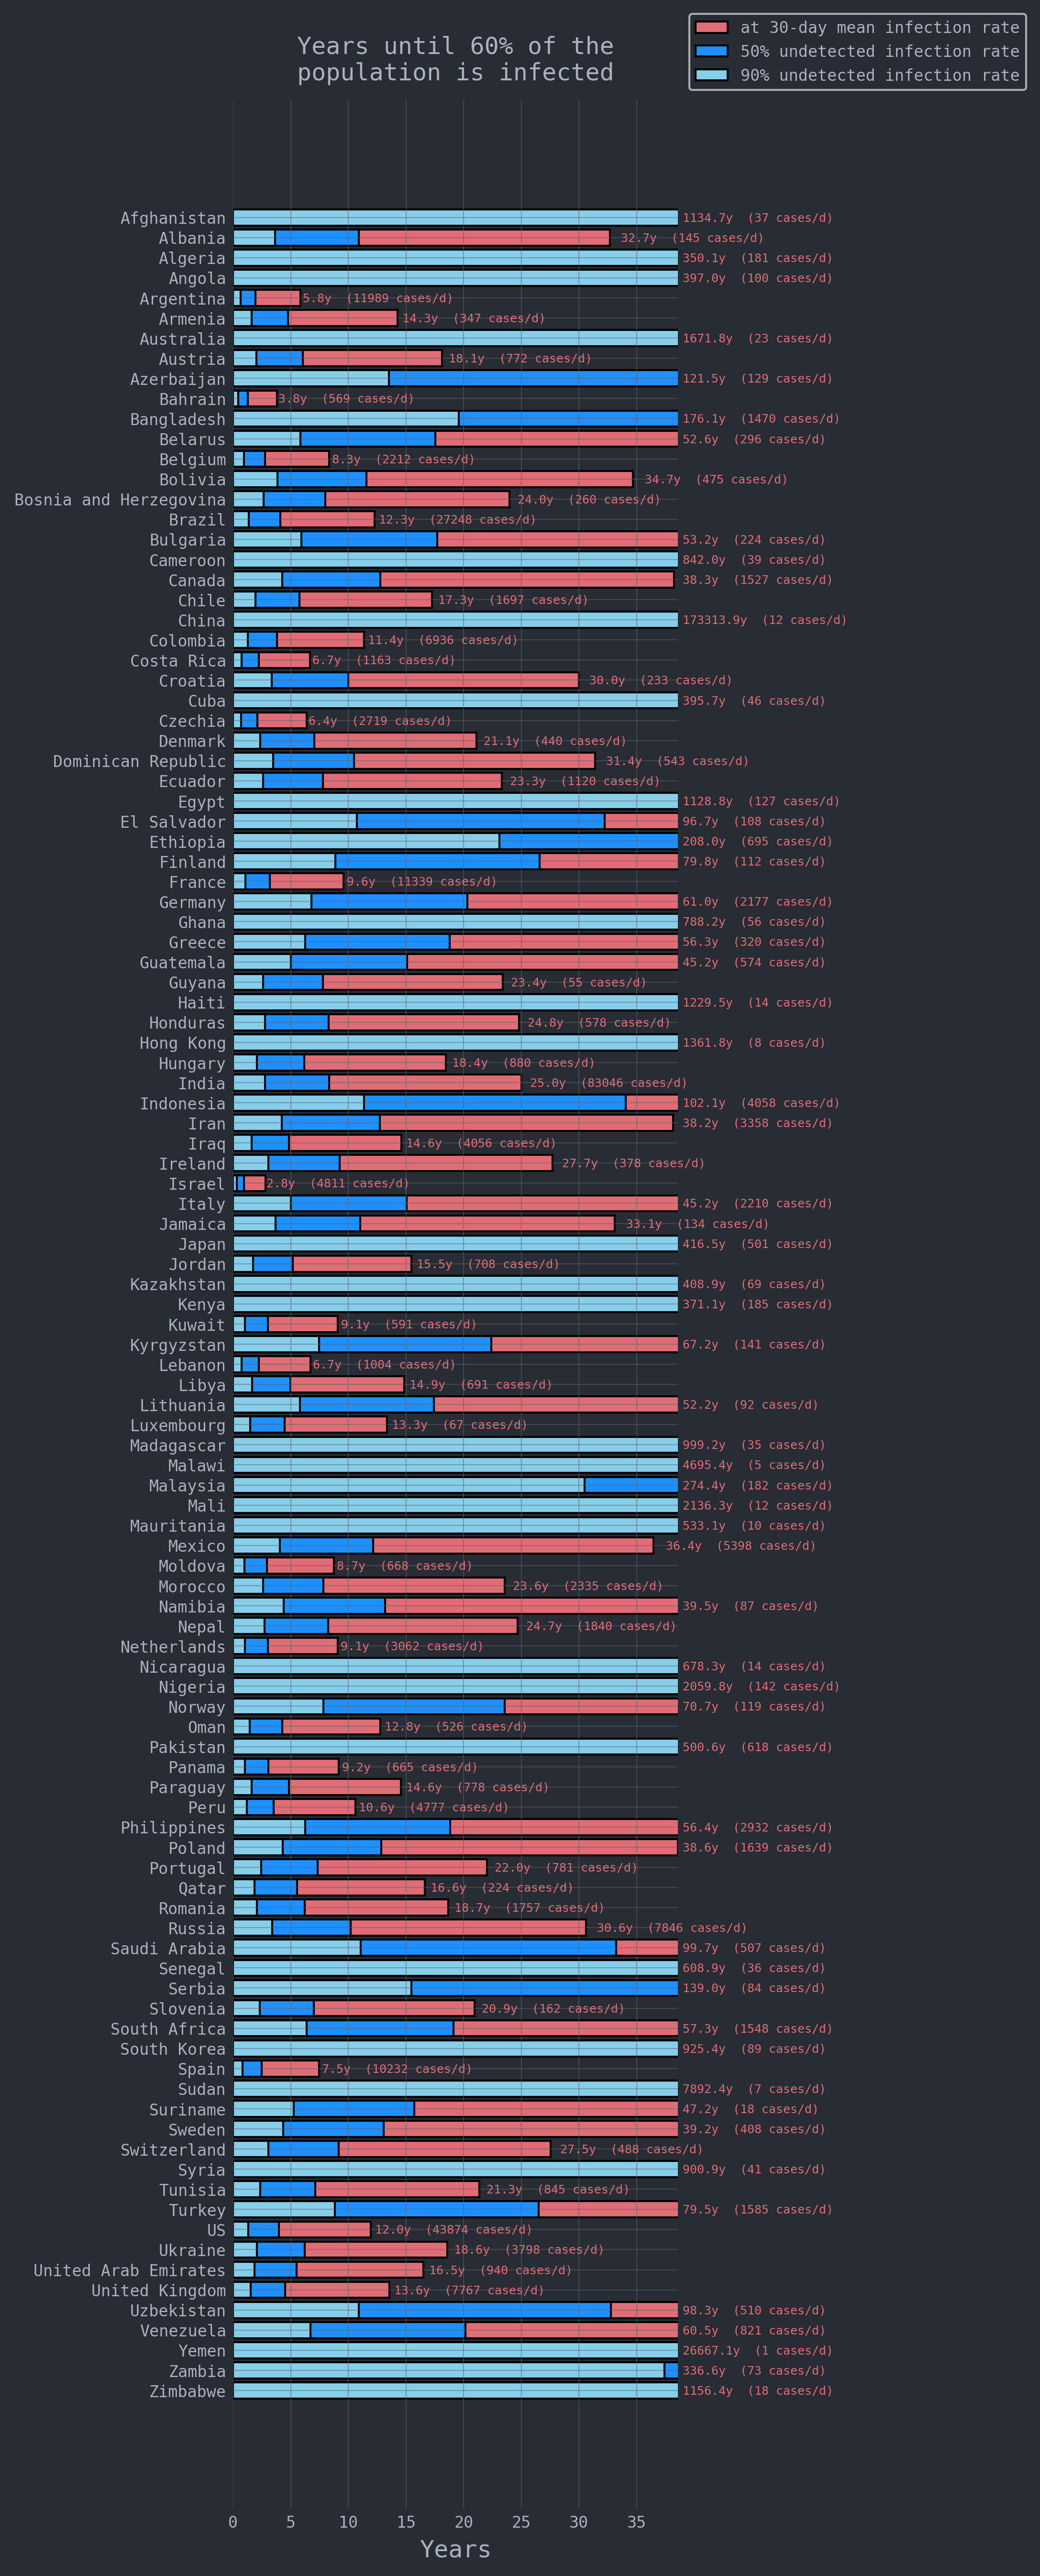 Years until 60% of the
population is infected
at 30-day mean infection rate
50% undetected infection rate
90% undetected infection rate
Afghanistan 1134.7y (37 cases/d)
Albania 32.7y (145 cases/d)
Algeria 350.1y (181 cases/d)
Angola 397.0y (100 cases/d)
Argentina 5.8y (11989 cases/d)
Armenia 14.3y (347 cases/d)
Australia 1671.8y (23 cases/d)
Austria 18.1y (772 cases/d)
Azerbaijan 121.5y (129 cases/d)
Bahrain 3.8y (569 cases/d)
Bangladesh 176.1y (1470 cases/d)
Belarus 52.6y (296 cases/d)
Belgium 8.3y (2212 cases/d)
Bolivia 34.7y (475 cases/d)
Bosnia and Herzegovina 24.0y (260 cases/d)
Brazil 12.3y (27248 cases/d)
Bulgaria 53.2y (224 cases/d)
Cameroon 842.0y (39 cases/d)
Canada 38.3y (1527 cases/d)
Chile 17.3y (1697 cases/d)
China 173313.9y (12 cases/d)
Colombia 11.4y (6936 cases/d)
Costa Rica 6.7y (1163 cases/d)
Croatia 30.0y (233 cases/d)
Cuba 395.7y (46 cases/d)
Czechia 6.4y (2719 cases/d)
Denmark 21.1y (440 cases/d)
Dominican Republic 31.4y (543 cases/d)
Ecuador 23.3y (1120 cases/d)
Egypt 1128.8y (127 cases/d)
El Salvador 96.7y (108 cases/d)
Ethiopia 208.0y (695 cases/d)
Finland 79.8y (112 cases/d)
France 9.6y (11339 cases/d)
Germany 61.0y (2177 cases/d)
Ghana 788.2y (56 cases/d)
Greece 56.3y (320 cases/d)
Guatemala 45.2y (574 cases/d)
Guyana 23.4y (55 cases/d)
Haiti 1229.5y (14 cases/d)
Honduras 24.8y (578 cases/d)
Hong Kong 1361.8y (8 cases/d)
Hungary 18.4y (880 cases/d)
India 25.0y (83046 cases/d)
Indonesia 102.1y (4058 cases/d)
Iran 38.2y (3358 cases/d)
Iraq 14.6y (4056 cases/d)
Ireland 27.7y (378 cases/d)
Israel 2.8y (4811 cases/d)
Italy 45.2y (2210 cases/d)
Jamaica 33.1y (134 cases/d)
Japan 416.5y (501 cases/d)
Jordan 15.5y (708 cases/d)
Kazakhstan 408.9y (69 cases/d)
Kenya 371.1y (185 cases/d)
Kuwait 9.1y (591 cases/d)
Kyrgyzstan 67.2y (141 cases/d)
Lebanon 6.7y (1004 cases/d)
Libya 14.9y (691 cases/d)
Lithuania 52.2y (92 cases/d)
Luxembourg 13.3y (67 cases/d)
Madagascar 999.2y (35 cases/d)
Malawi 4695.4y (5 cases/d)
Malaysia 274.4y (182 cases/d)
Mali 2136.3y (12 cases/d)
Mauritania 533.1y (10 cases/d)
Mexico 36.4y (5398 cases/d)
Moldova 8.7y (668 cases/d)
Morocco 23.6y (2335 cases/d)
Namibia 39.5y (87 cases/d)
Nepal 24.7y (1840 cases/d)
Netherlands 9.1y (3062 cases/d)
Nicaragua 678.3y (14 cases/d)
Nigeria 2059.8y (142 cases/d)
Norway 70.7y (119 cases/d)
Oman 12.8y (526 cases/d)
Pakistan 500.6y (618 cases/d)
Panama 9.2y (665 cases/d)
Paraguay 14.6y (778 cases/d)
Peru 10.6y (4777 cases/d)
Philippines 56.4y (2932 cases/d)
Poland 38.6y (1639 cases/d)
Portugal 22.0y (781 cases/d)
Qatar 16.6y (224 cases/d)
Romania 18.7y (1757 cases/d)
Russia 30.6y (7846 cases/d)
Saudi Arabia 99.7y (507 cases/d)
Senegal 608.9y (36 cases/d)
Serbia 139.0y (84 cases/d)
Slovenia 20.9y (162 cases/d)
South Africa 57.3y (1548 cases/d)
South Korea 925.4y (89 cases/d)
Spain 7.5y (10232 cases/d)
Sudan 7892.4y (7 cases/d)
Suriname 47.2y (18 cases/d)
Sweden 39.2y (408 cases/d)
Switzerland 27.5y (488 cases/d)
Syria 900.9y (41 cases/d)
Tunisia 21.3y (845 cases/d)
Turkey 79.5y (1585 cases/d)
US 12.0y (43874 cases/d)
Ukraine 18.6y (3798 cases/d)
United Arab Emirates 16.5y (940 cases/d)
United Kingdom 13.6y (7767 cases/d)
Uzbekistan 98.3y (510 cases/d)
Venezuela 60.5y (821 cases/d)
Yemen 26667.1y (1 cases/d)
Zambia 336.6y (73 cases/d)
Zimbabwe 1156.4y (18 cases/d)
0 5 10 15 20 25 30 35
Years